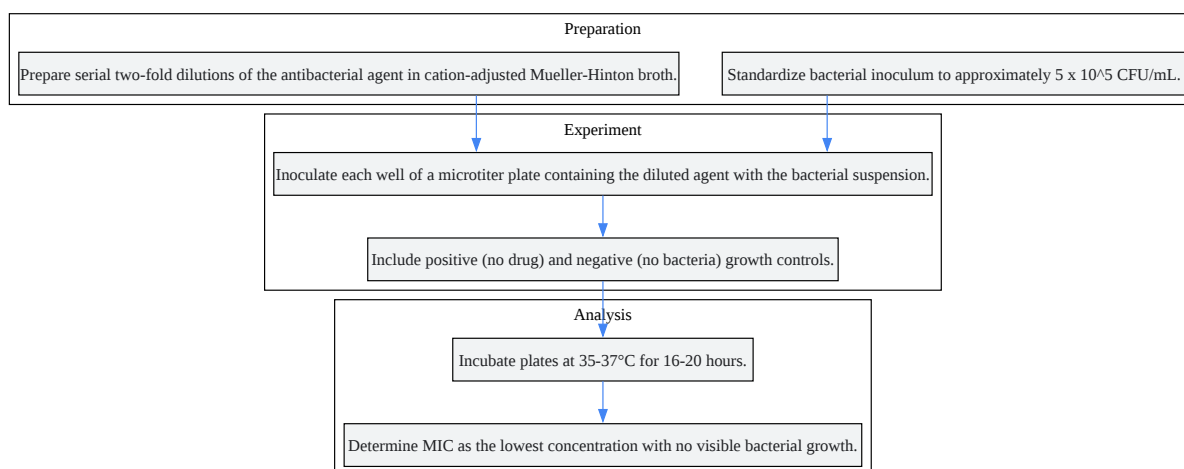 Preparation
Prepare serial two-fold dilutions of the antibacterial agent in cation-adjusted Mueller-Hinton broth.
Standardize bacterial inoculum to approximately 5 x 10^5 CFU/mL.
Experiment
Inoculate each well of a microtiter plate containing the diluted agent with the bacterial suspension.
Include positive (no drug) and negative (no bacteria) growth controls.
Analysis
Incubate plates at 35-37°C for 16-20 hours.
Determine MIC as the lowest concentration with no visible bacterial growth.